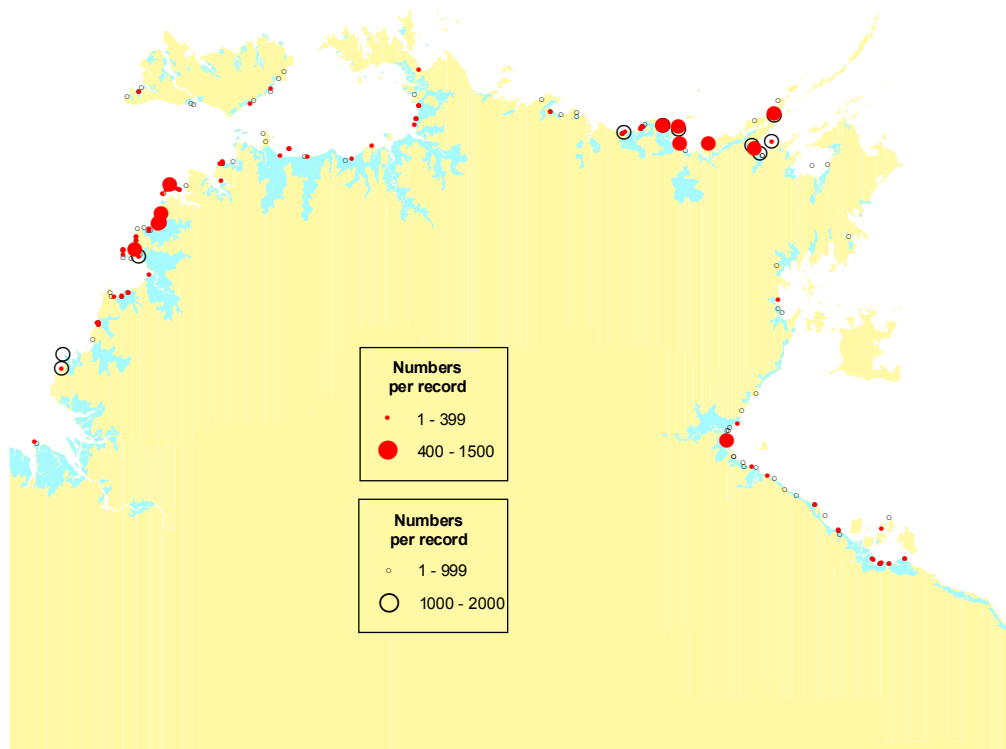 Numbers
per record
1 - 399
400 - 1500
Numbers
per record
1 - 999
1000 - 2000